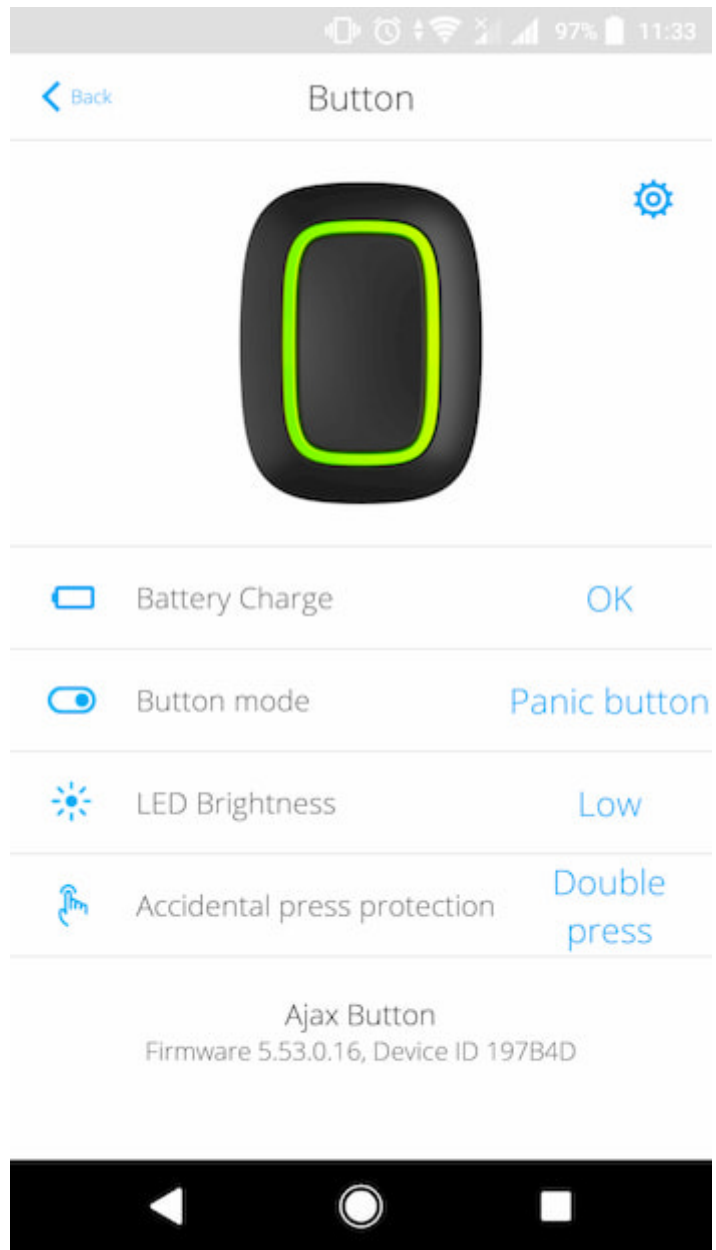 97% 11:33
Back
Button
Battery Charge OK
Button mode Panic button
LED Brightness Low
Accidental press protection Double
press
Ajax Button
Firmware 5.53.0.16, Device ID 197B4D